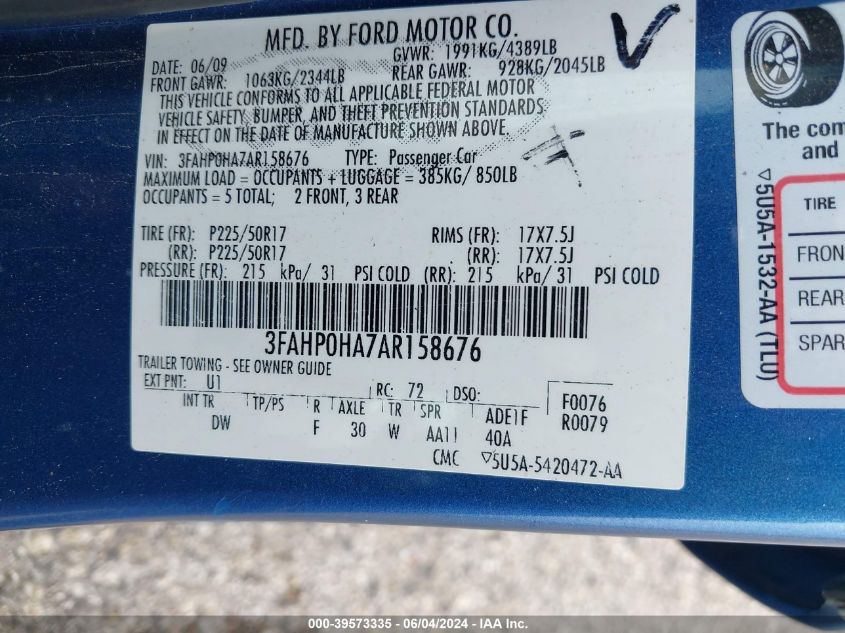 MFD. BY FORD MOTOR CO.
DATE: 06/09 GVWR: 1991KG/4389LB
FRONT GAWR: 1063KG/2344LB REAR GAWR: 928KG/2045LB
THIS VEHICLE CONFORMS TO ALL APPLICABLE FEDERAL MOTOR
VEHICLE SAFETY, BUMPER, AND THEFT PREVENTION STANDARDS
IN EFFECT ON THE DATE OF MANUFACTURE SHOWN ABOVE.
VIN: 3FAHP0HA7AR158676 TYPE: Passenger Car
MAXIMUM LOAD = OCCUPANTS + LUGGAGE = 385KG/ 850LB
OCCUPANTS = 5 TOTAL; 2 FRONT, 3 REAR
TIRE (FR): P225/50R17 RIMS (FR): 17X7.5J
(RR): P225/50R17 (RR): 17X7.5J
PRESSURE (FR): 215 kPa/ 31 PSI COLD (RR): 215 kPa/ 31 PSI COLD
3FAHP0HA7AR158676
TRAILER TOWING - SEE OWNER GUIDE
EXT PNT: U1 RC: 72 DSO: F0076
INT TR TP/PS R AXLE TR SPR ADE1F R0079
DW F 30 W AA11 40A
CMC ▽5U5A-5420472-AA
The com
and
TIRE
FRON
REAR
SPAR
▽5U5A-1532-AA (TLU)
000-39573335 - 06/04/2024 - IAA Inc.